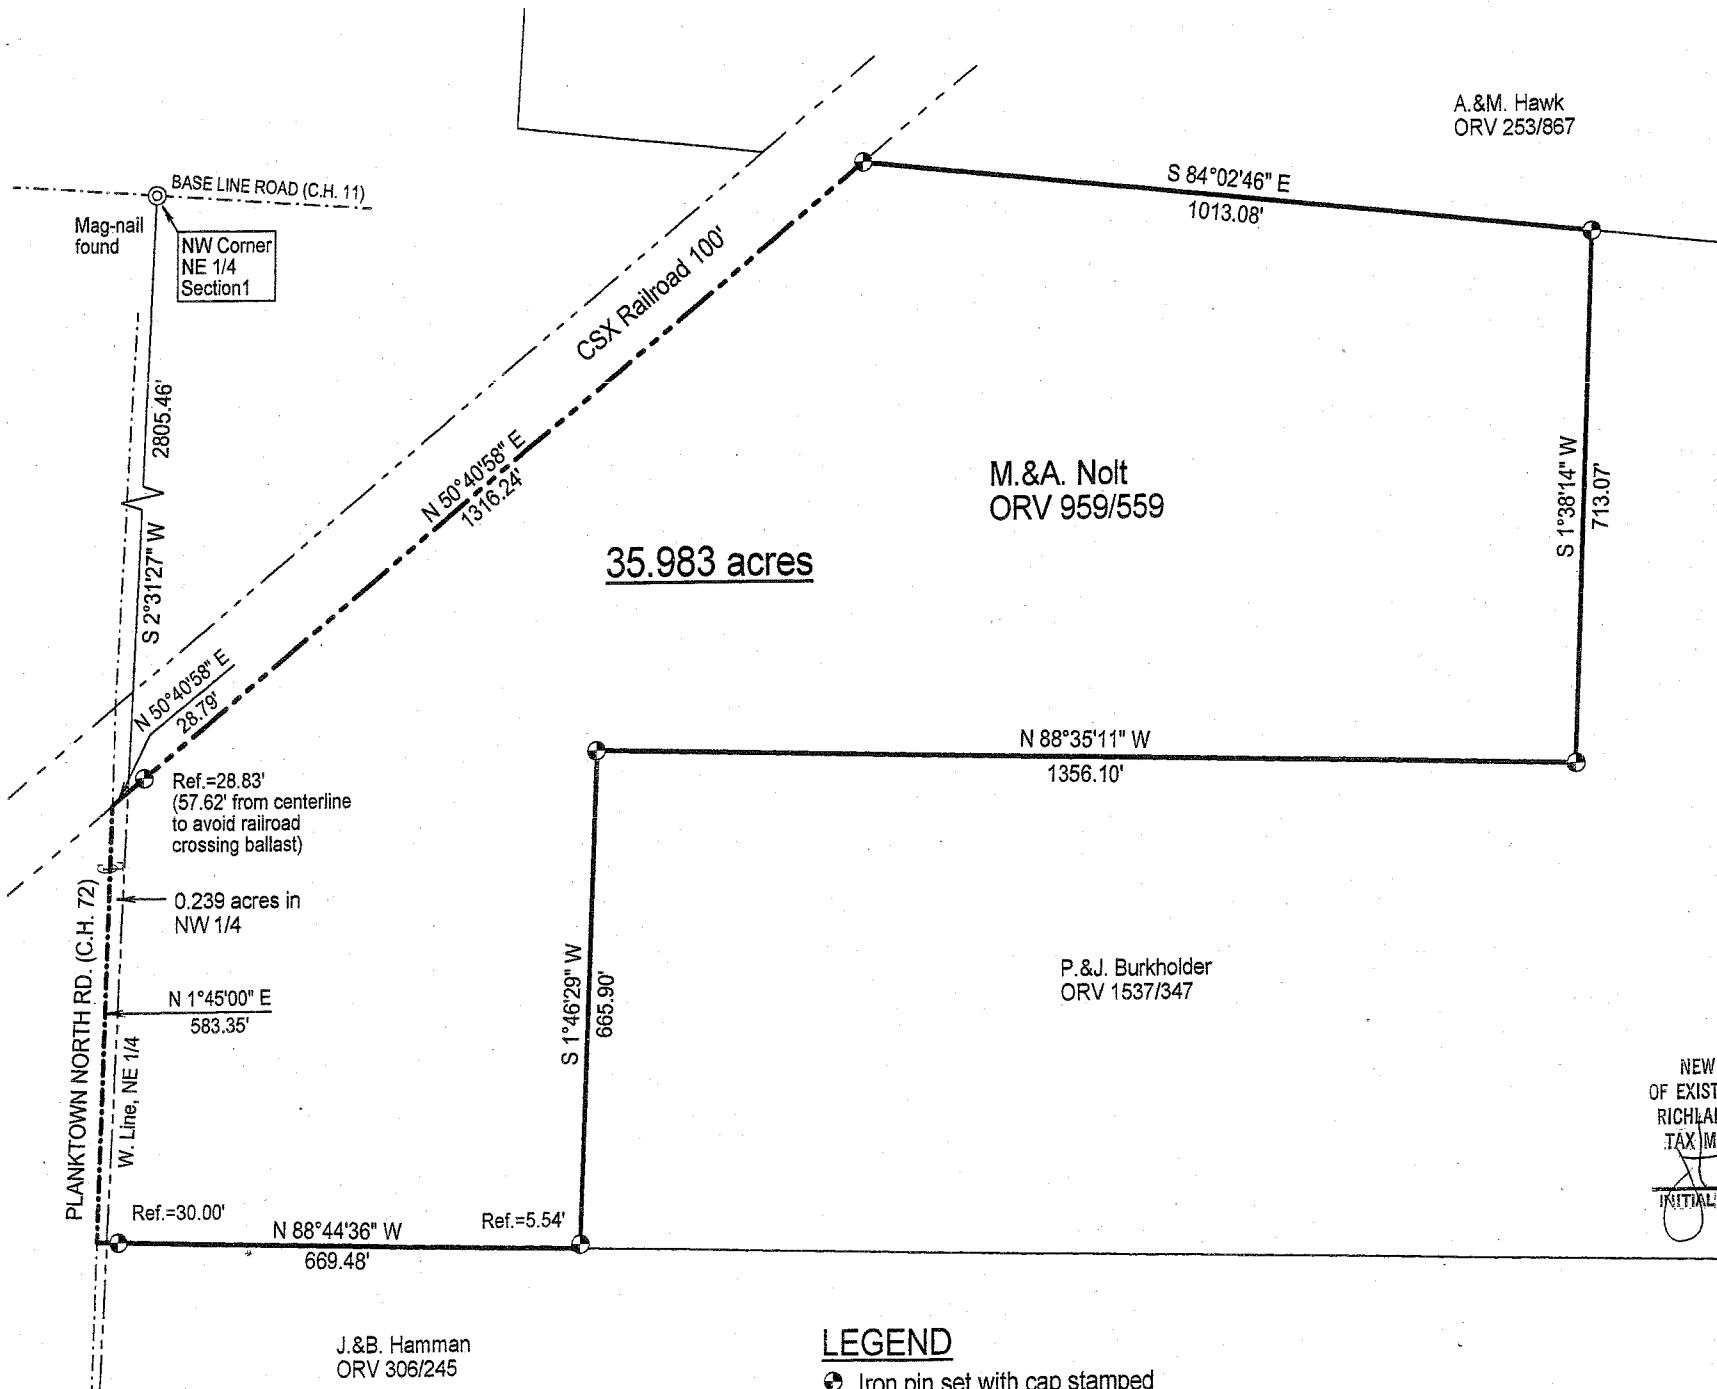 A.&M. Hawk
ORV 253/867
BASE LINE ROAD (C.H. 11)
Mag-nail
found
NW Corner
NE 1/4
Section1
S 84°02'46" E
1013.08'
CSX Railroad 100'
2805.46'
S 2°31'27" W
N 50°40'58" E
1316.24'
M.&A. Nolt
ORV 959/559
S 1°38'14" W
713.07'
35.983 acres
N 50°40'58" E
28.79'
N 88°35'11" W
1356.10'
Ref.=28.83'
(57.62' from centerline
to avoid railroad
crossing ballast)
0.239 acres in
NW 1/4
PLANKTOWN NORTH RD. (C.H. 72)
N 1°45'00" E
583.35'
W. Line, NE 1/4
S 1°46'29" W
665.90'
P.&J. Burkholder
ORV 1537/347
NEW
OF EXIST
RICHLA
TAX M
INITIAL
Ref.=30.00'
N 88°44'36" W
669.48'
Ref.=5.54'
J.&B. Hamman
ORV 306/245
LEGEND
Iron pin set with cap stamped